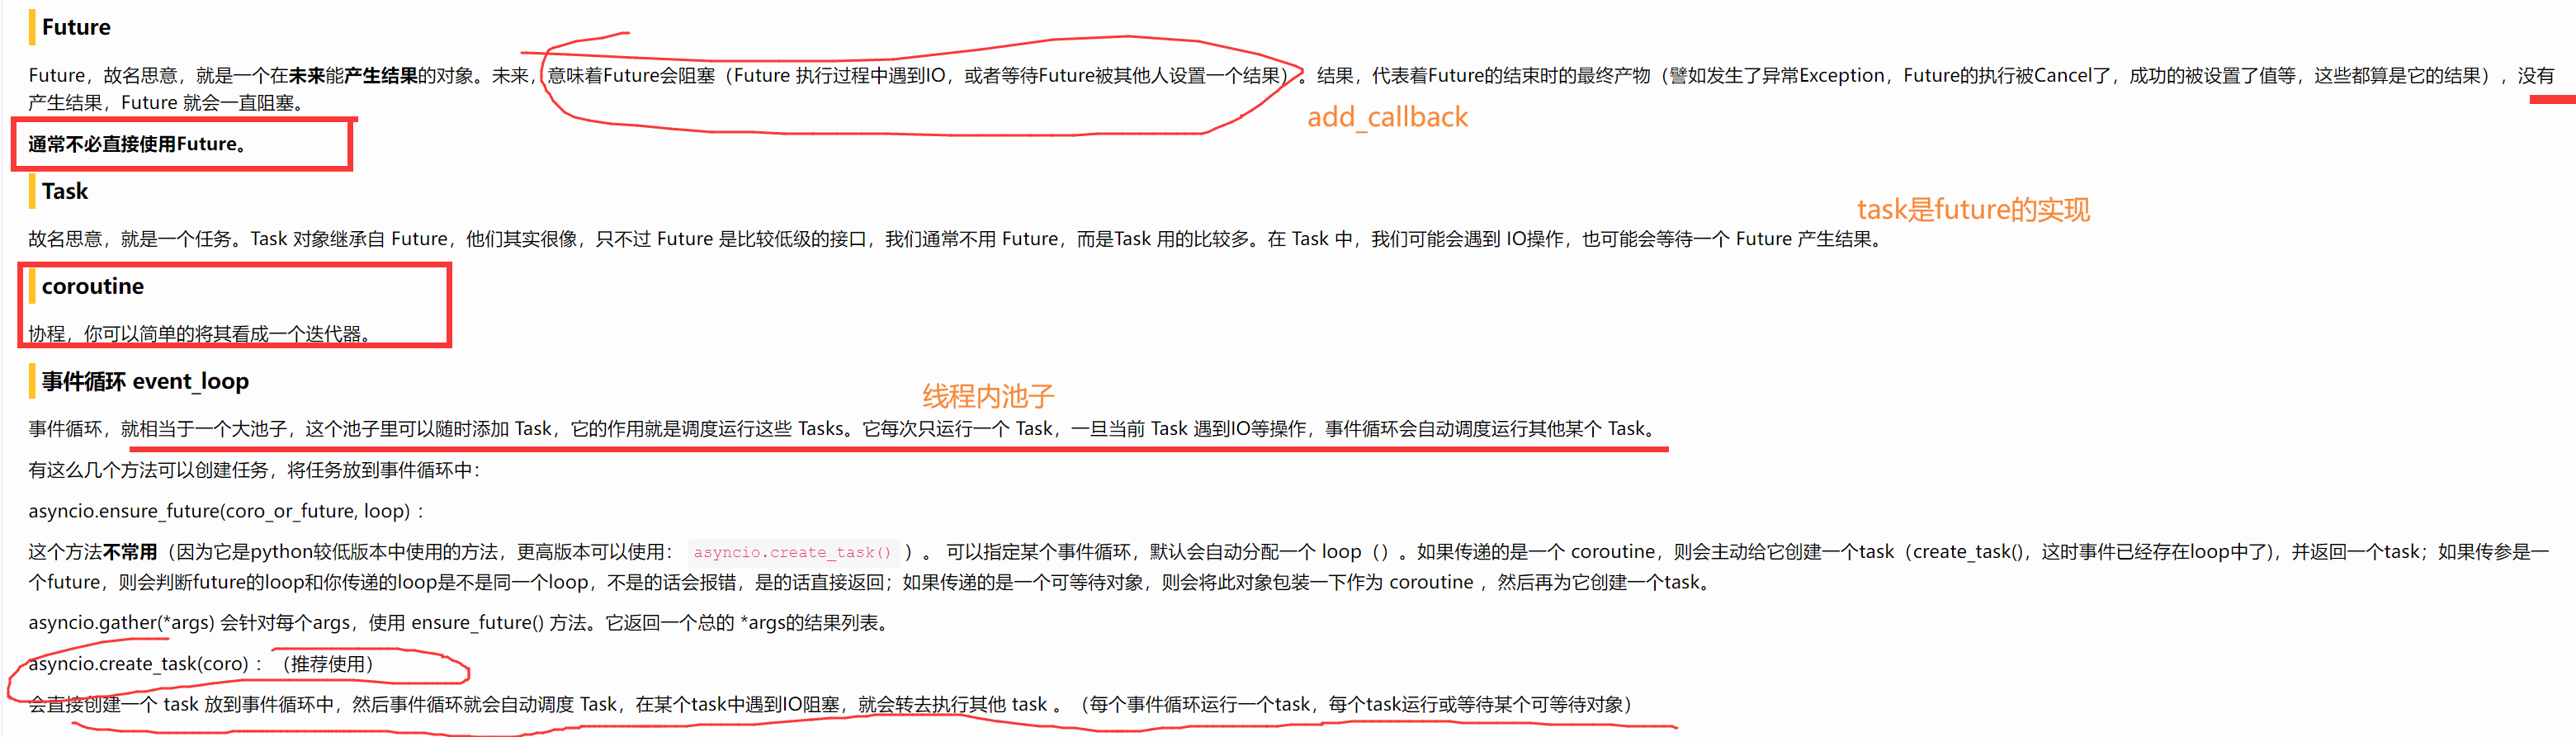 Future
Future，故名思意，就是一个在未来能产生结果的对象。未来，意味着Future会阻塞（Future 执行过程中遇到IO，或者等待Future被其他人设置一个结果）。结果，代表着Future的结束时的最终产物（譬如发生了异常Exception，Future的执行被Cancel了，成功的被设置了值等，这些都算是它的结果），没有
产生结果，Future 就会一直阻塞。
add_callback
通常不必直接使用Future。
Task
task是future的实现
故名思意，就是一个任务。Task 对象继承自 Future，他们其实很像，只不过 Future 是比较低级的接口，我们通常不用 Future，而是Task 用的比较多。在 Task 中，我们可能会遇到 IO操作，也可能会等待一个 Future 产生结果。
coroutine
协程，你可以简单的将其看成一个迭代器。
事件循环 event_loop
线程内池子
事件循环，就相当于一个大池子，这个池子里可以随时添加 Task，它的作用就是调度运行这些 Tasks。它每次只运行一个 Task，一旦当前 Task 遇到IO等操作，事件循环会自动调度运行其他某个 Task。
有这么几个方法可以创建任务，将任务放到事件循环中：
asyncio.ensure_future(coro_or_future, loop)：
这个方法不常用（因为它是python较低版本中使用的方法，更高版本可以使用： asyncio.create_task() ）。 可以指定某个事件循环，默认会自动分配一个 loop（）。如果传递的是一个 coroutine，则会主动给它创建一个task（create_task()，这时事件已经存在loop中了)，并返回一个task；如果传参是一
个future，则会判断future的loop和你传递的loop是不是同一个loop，不是的话会报错，是的话直接返回；如果传递的是一个可等待对象，则会将此对象包装一下作为 coroutine ，然后再为它创建一个task。
asyncio.gather(*args) 会针对每个args，使用 ensure_future() 方法。它返回一个总的 *args的结果列表。
asyncio.create_task(coro)：（推荐使用）
会直接创建一个 task 放到事件循环中，然后事件循环就会自动调度 Task，在某个task中遇到IO阻塞，就会转去执行其他 task 。（每个事件循环运行一个task，每个task运行或等待某个可等待对象）